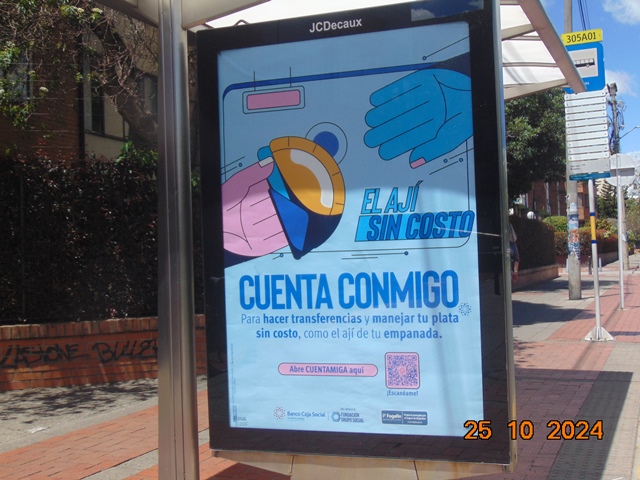 JCDecaux
305A01
EL AJÍ
SIN COSTO
CUENTA CONMIGO
Para hacer transferencias y manejar tu plata
sin costo, como el ají de tu empanada.
Abre CUENTAMIGA aquí
¡Escanéame!
Banco Caja Social
FUNDACIÓN
GRUPO SOCIAL
Fogafín
25 10 2024